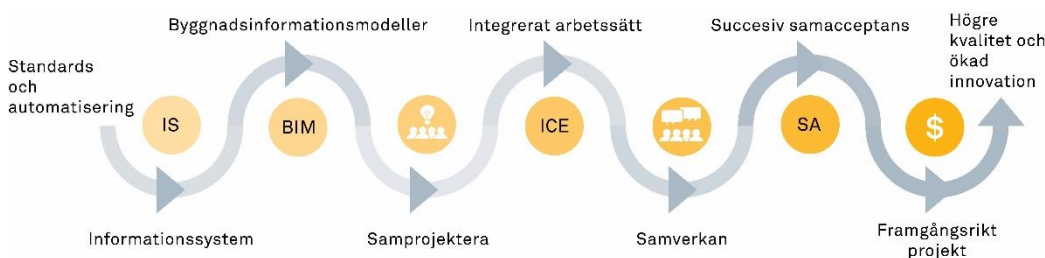 Standards
och
automatisering
IS
Informationssystem
Byggnadsinformationsmodeller
BIM
Samprojektera
Integrerat arbetssätt
ICE
Samverkan
Succesiv samacceptans
SA
$
Framgångsrikt
projekt
Högre
kvalitet och
ökad
innovation